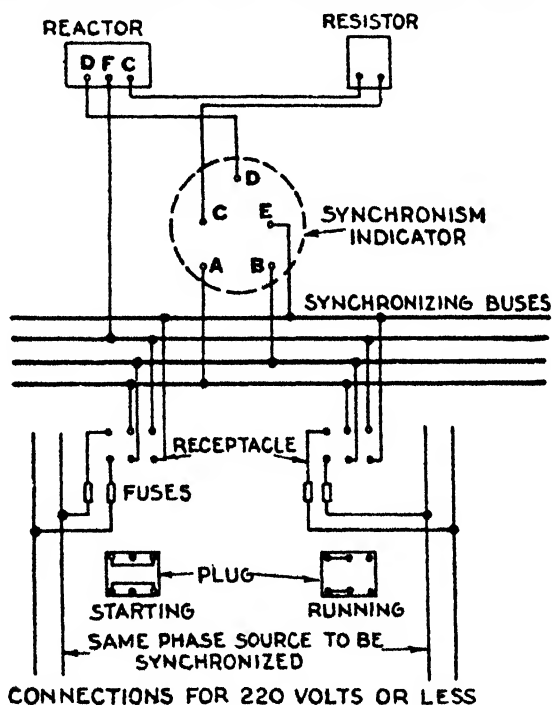 REACTOR
RESISTOR
D F C
D
C E
SYNCHRONISM
INDICATOR
A B
SYNCHRONIZING BUSES
RECEPTACLE
FUSES
PLUG
STARTING
RUNNING
SAME PHASE SOURCE TO BE
SYNCHRONIZED
CONNECTIONS FOR 220 VOLTS OR LESS